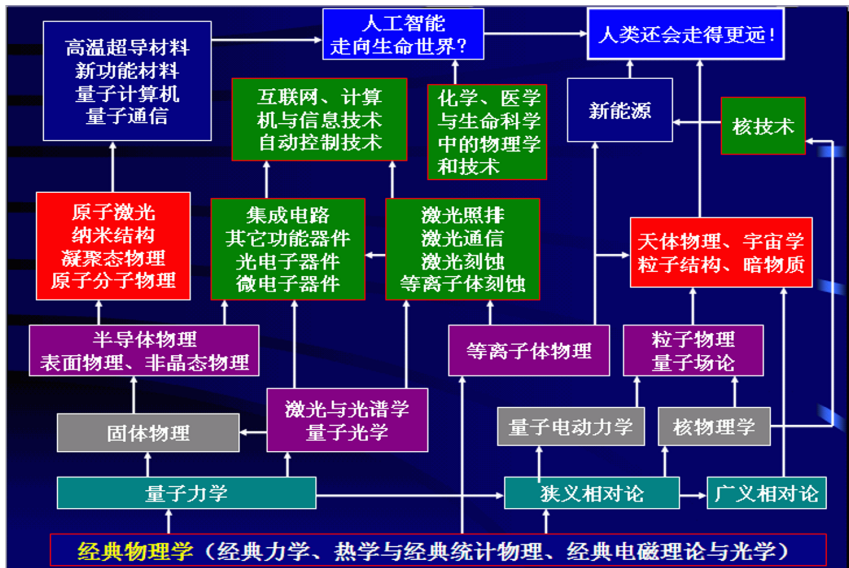 人工智能
走向生命世界？
人类还会走得更远！
高温超导材料
新功能材料
量子计算机
量子通信
互联网、计算
机与信息技术
自动控制技术
化学、医学
与生命科学
中的物理学
和技术
新能源
核技术
原子激光
纳米结构
凝聚态物理
原子分子物理
集成电路
其它功能器件
光电子器件
微电子器件
激光照排
激光通信
激光刻蚀
等离子体刻蚀
天体物理、宇宙学
粒子结构、暗物质
半导体物理
表面物理、非晶态物理
等离子体物理
粒子物理
量子场论
激光与光谱学
量子光学
固体物理
量子电动力学
核物理学
量子力学
狭义相对论
广义相对论
经典物理学（经典力学、热学与经典统计物理、经典电磁理论与光学）